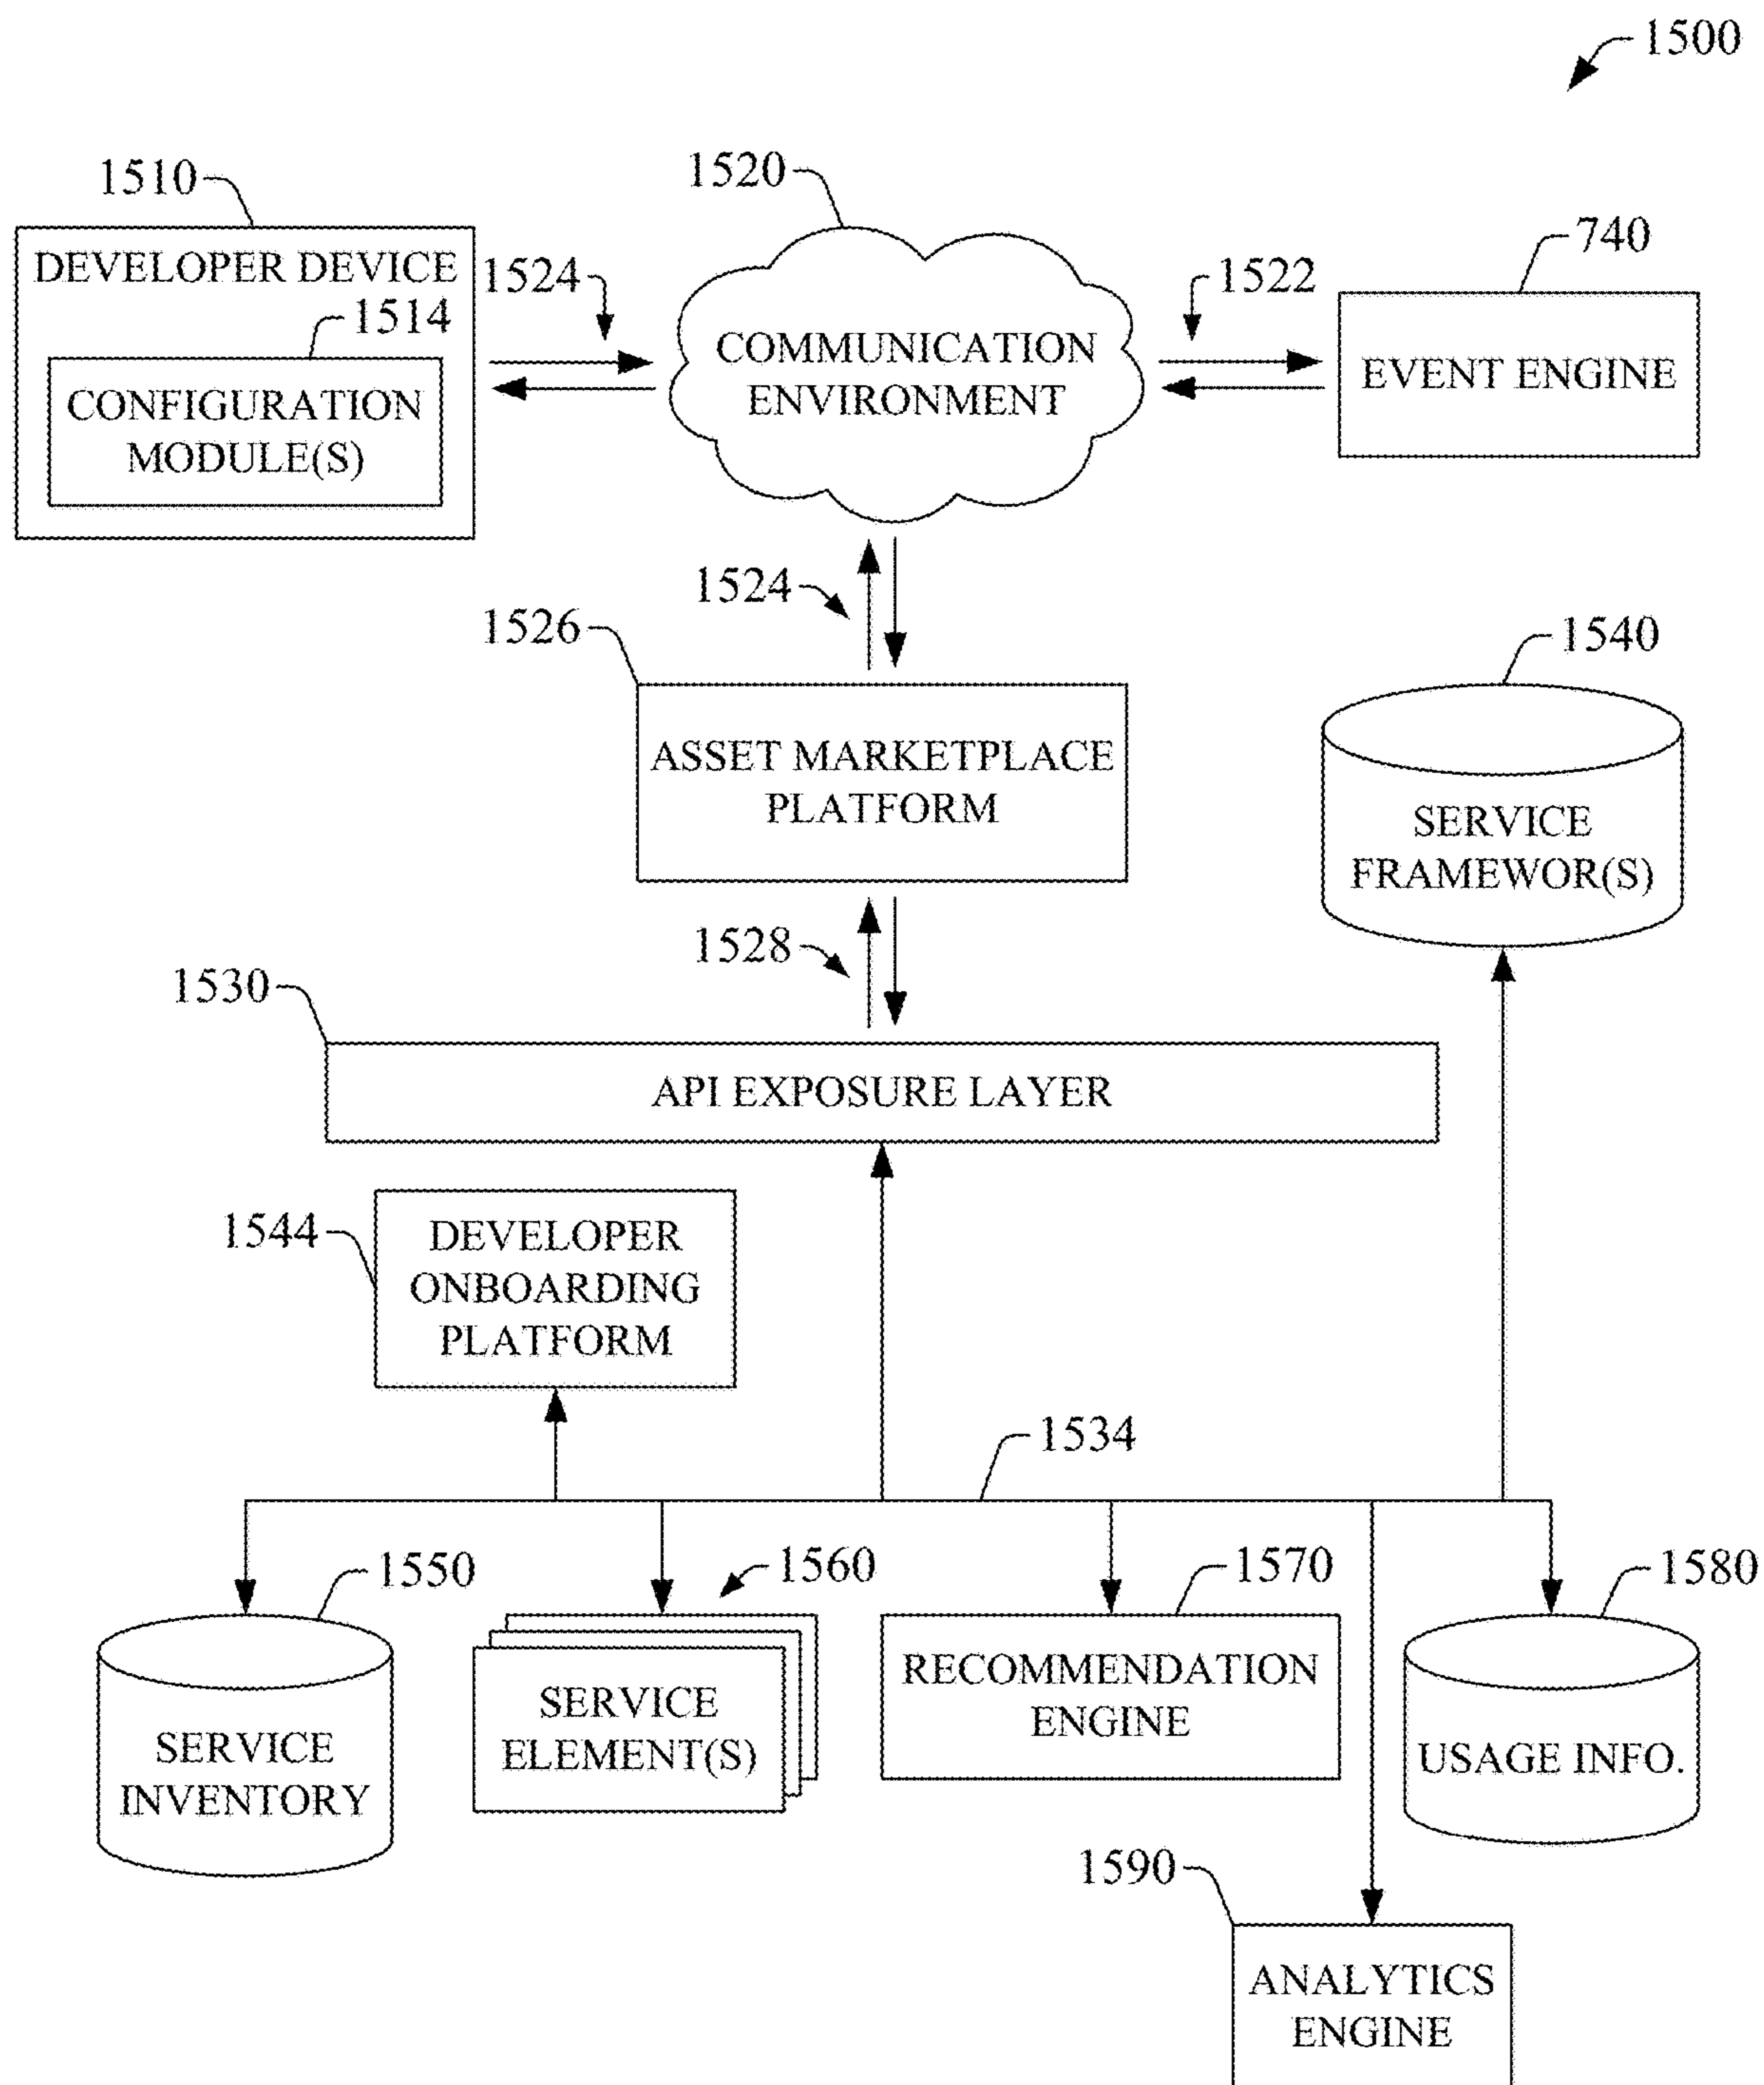 1500
1510
1520
740
DEVELOPER DEVICE
1524
1522
1514
CONFIGURATION
MODULE(S)
COMMUNICATION
ENVIRONMENT
EVENT ENGINE
1524
1526
1540
ASSET MARKETPLACE
PLATFORM
SERVICE
FRAMEWOR(S)
1528
1530
API EXPOSURE LAYER
1544
DEVELOPER
ONBOARDING
PLATFORM
1534
1550
1560
1570
1580
SERVICE
INVENTORY
SERVICE
ELEMENT(S)
RECOMMENDATION
ENGINE
USAGE INFO.
1590
ANALYTICS
ENGINE